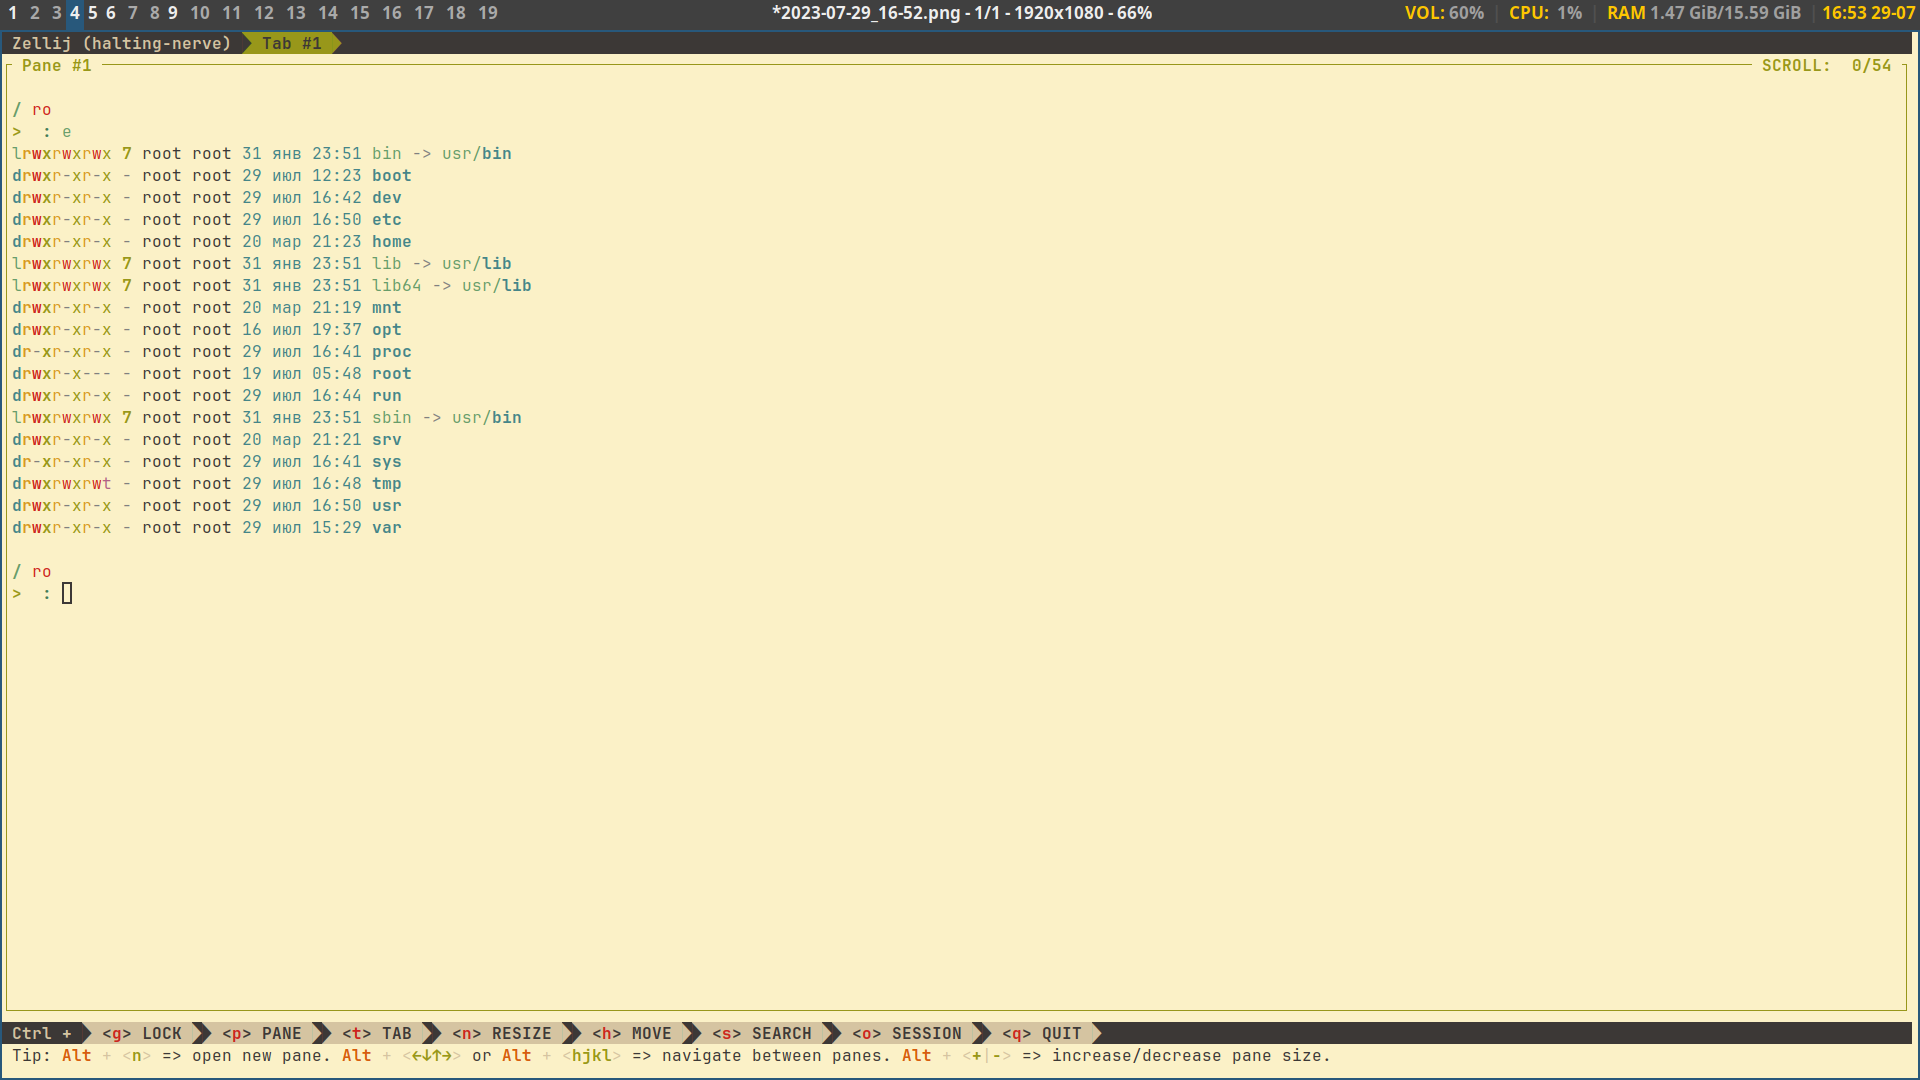 1 2 3 4 5 6 7 8 9 10 11 12 13 14 15 16 17 18 19 *2023-07-29_16-52.png - 1/1 - 1920x1080 - 66% VOL: 60% | CPU: 1% | RAM 1.47 GiB/15.59 GiB | 16:53 29-07
Zellij (halting-nerve) Tab #1
Pane #1 SCROLL: 0/54
/ ro
> : e
lrwxrwxrwx 7 root root 31 янв 23:51 bin -> usr/bin
drwxr-xr-x - root root 29 июл 12:23 boot
drwxr-xr-x - root root 29 июл 16:42 dev
drwxr-xr-x - root root 29 июл 16:50 etc
drwxr-xr-x - root root 20 мар 21:23 home
lrwxrwxrwx 7 root root 31 янв 23:51 lib -> usr/lib
lrwxrwxrwx 7 root root 31 янв 23:51 lib64 -> usr/lib
drwxr-xr-x - root root 20 мар 21:19 mnt
drwxr-xr-x - root root 16 июл 19:37 opt
dr-xr-xr-x - root root 29 июл 16:41 proc
drwxr-x--- - root root 19 июл 05:48 root
drwxr-xr-x - root root 29 июл 16:44 run
lrwxrwxrwx 7 root root 31 янв 23:51 sbin -> usr/bin
drwxr-xr-x - root root 20 мар 21:21 srv
dr-xr-xr-x - root root 29 июл 16:41 sys
drwxrwxrwt - root root 29 июл 16:48 tmp
drwxr-xr-x - root root 29 июл 16:50 usr
drwxr-xr-x - root root 29 июл 15:29 var
/ ro
> :
Ctrl + <g> LOCK <p> PANE <t> TAB <n> RESIZE <h> MOVE <s> SEARCH <o> SESSION <q> QUIT
Tip: Alt + <n> => open new pane. Alt + <←↓↑→> or Alt + <hjkl> => navigate between panes. Alt + <+|-> => increase/decrease pane size.